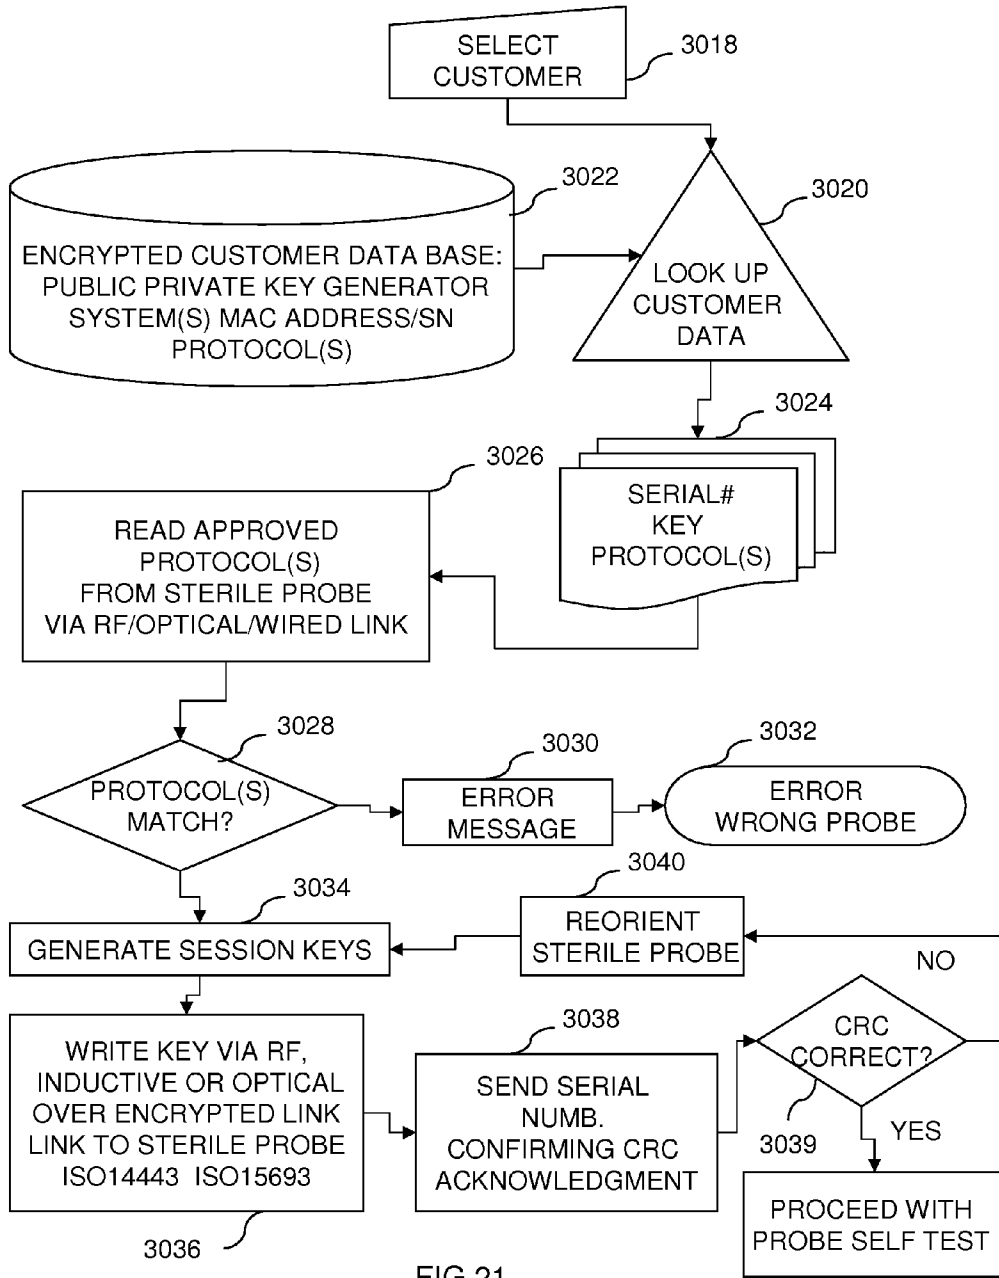 SELECT
CUSTOMER
3018
3022
3020
ENCRYPTED CUSTOMER DATA BASE:
PUBLIC PRIVATE KEY GENERATOR
SYSTEM(S) MAC ADDRESS/SN
PROTOCOL(S)
LOOK UP
CUSTOMER
DATA
3024
SERIAL#
KEY
PROTOCOL(S)
3026
READ APPROVED
PROTOCOL(S)
FROM STERILE PROBE
VIA RF/OPTICAL/WIRED LINK
3028
PROTOCOL(S)
MATCH?
3030
ERROR
MESSAGE
3032
ERROR
WRONG PROBE
3034
GENERATE SESSION KEYS
3040
REORIENT
STERILE PROBE
NO
WRITE KEY VIA RF,
INDUCTIVE OR OPTICAL
OVER ENCRYPTED LINK
LINK TO STERILE PROBE
ISO14443 ISO15693
3036
3038
SEND SERIAL
NUMB.
CONFIRMING CRC
ACKNOWLEDGMENT
CRC
CORRECT?
3039
YES
PROCEED WITH
PROBE SELF TEST
FIG 21